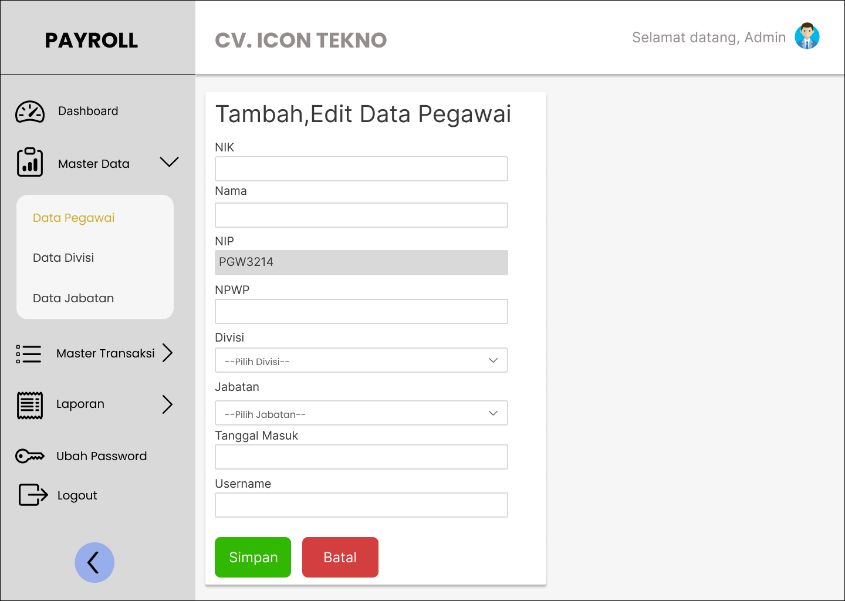 PAYROLL
CV. ICON TEKNO
Selamat datang, Admin
Dashboard
Master Data
Data Pegawai
Data Divisi
Data Jabatan
Master Transaksi
Laporan
Ubah Password
Logout
Tambah,Edit Data Pegawai
NIK
Nama
NIP
PGW3214
NPWP
Divisi
--Pilih Divisi--
Jabatan
--Pilih Jabatan--
Tanggal Masuk
Username
Simpan
Batal